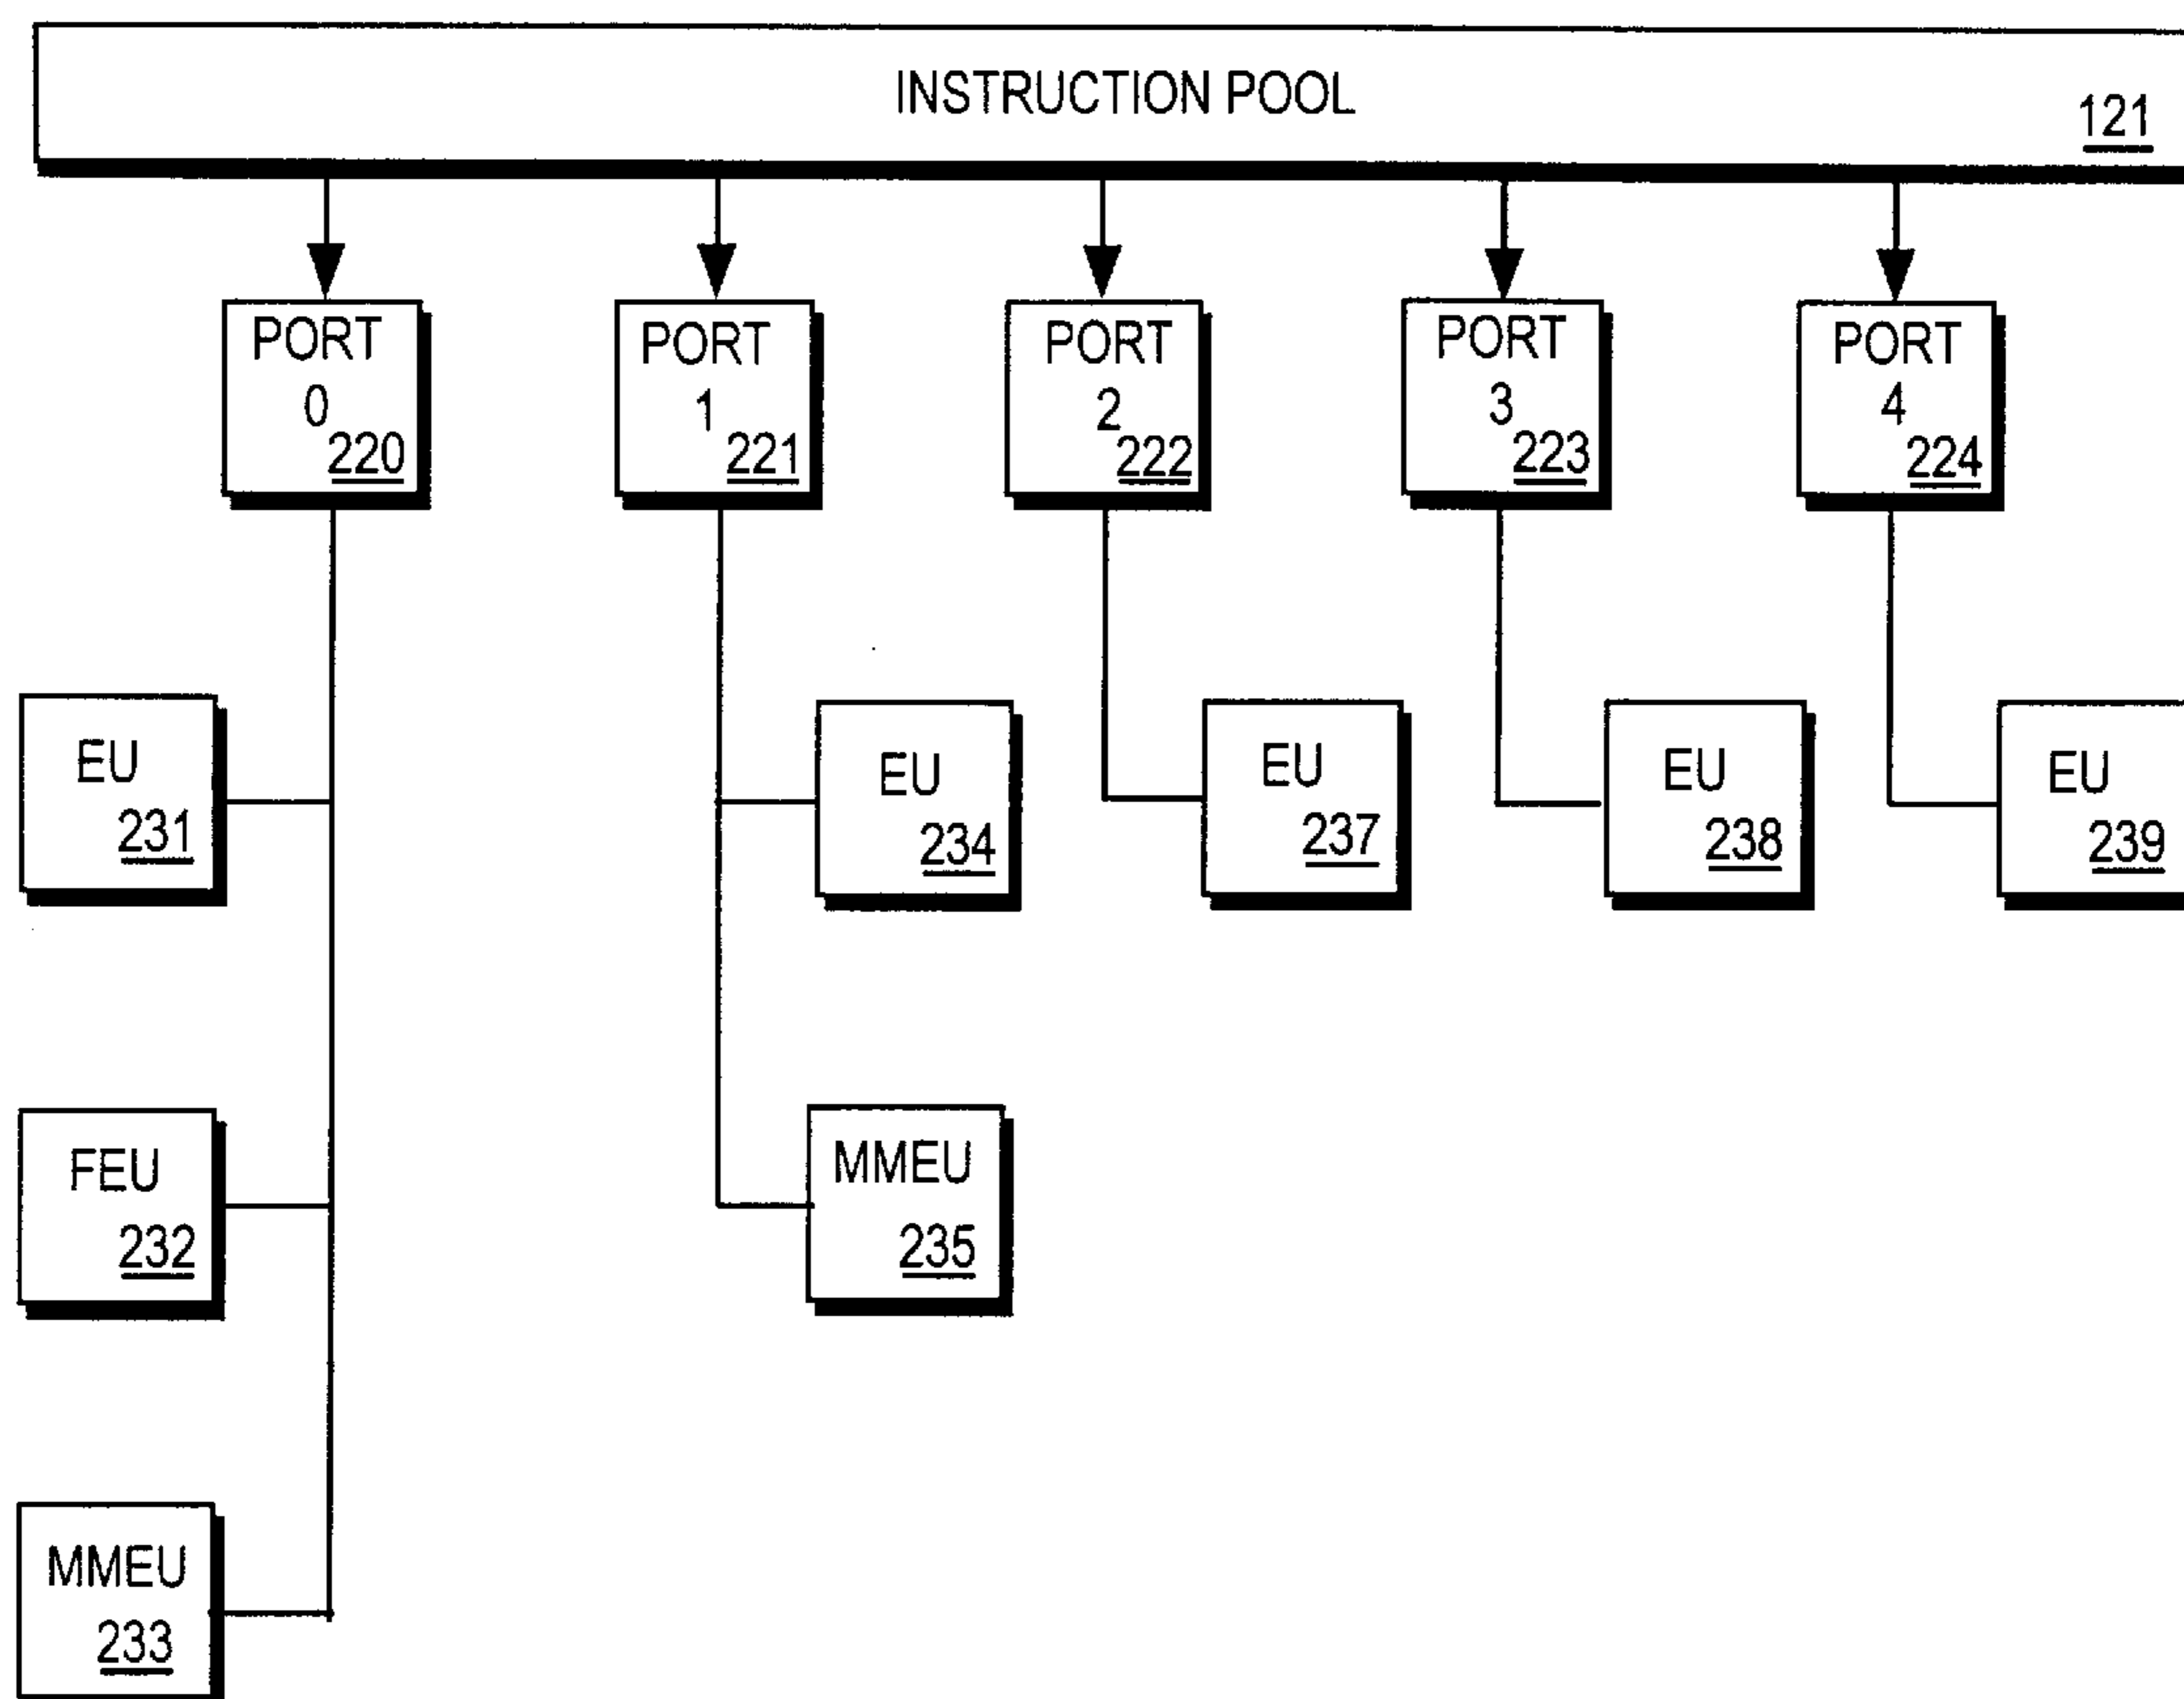 INSTRUCTION POOL
121
PORT
0
220
PORT
1
221
PORT
2
222
PORT
3
223
PORT
4
224
EU
231
EU
234
EU
237
EU
238
EU
239
FEU
232
MMEU
235
MMEU
233